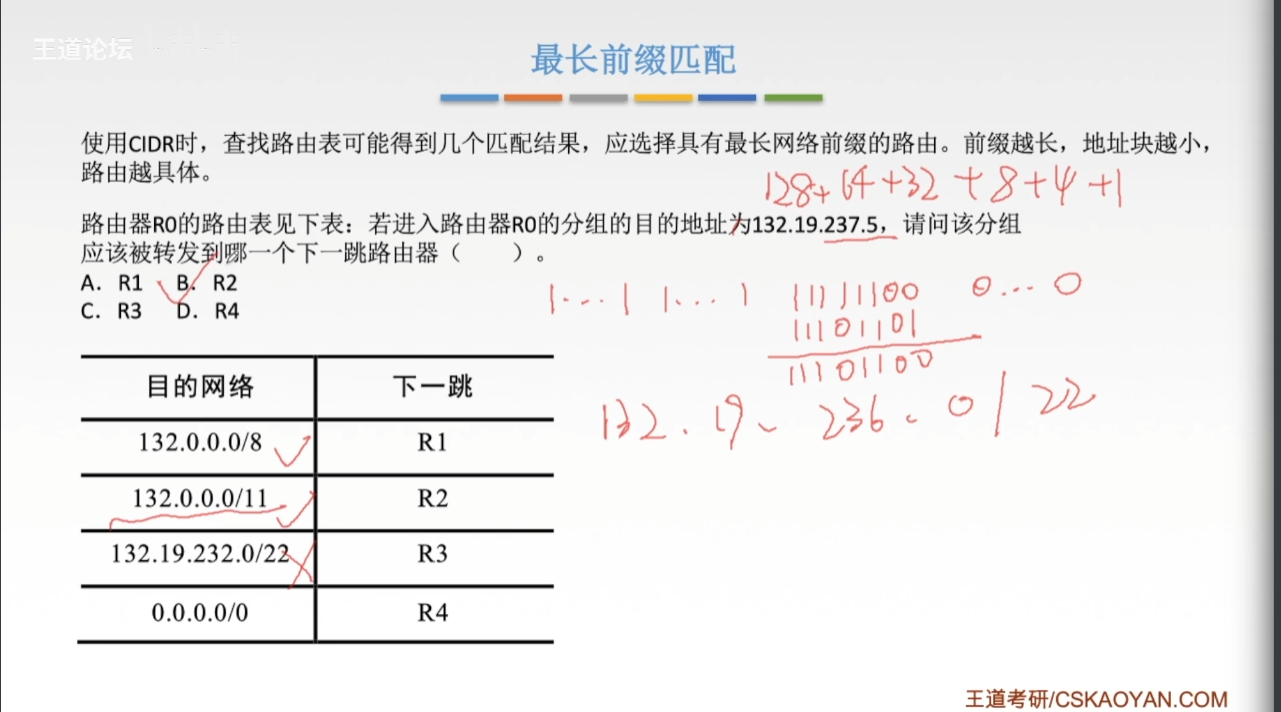 王道论坛
最长前缀匹配
使用CIDR时，查找路由表可能得到几个匹配结果，应选择具有最长网络前缀的路由。前缀越长，地址块越小，
路由越具体。
128+64+32+8+4+1
路由器R0的路由表见下表：若进入路由器R0的分组的目的地址为132.19.237.5，请问该分组
应该被转发到哪一个下一跳路由器（ ）。
A. R1 B. R2
C. R3 D. R4
1...1 1...1 11111100 0...0
11101101
11101100
132.19.236.0/22
目的网络 下一跳
132.0.0.0/8 R1
132.0.0.0/11 R2
132.19.232.0/22 R3
0.0.0.0/0 R4
王道考研/CSKAOYAN.COM